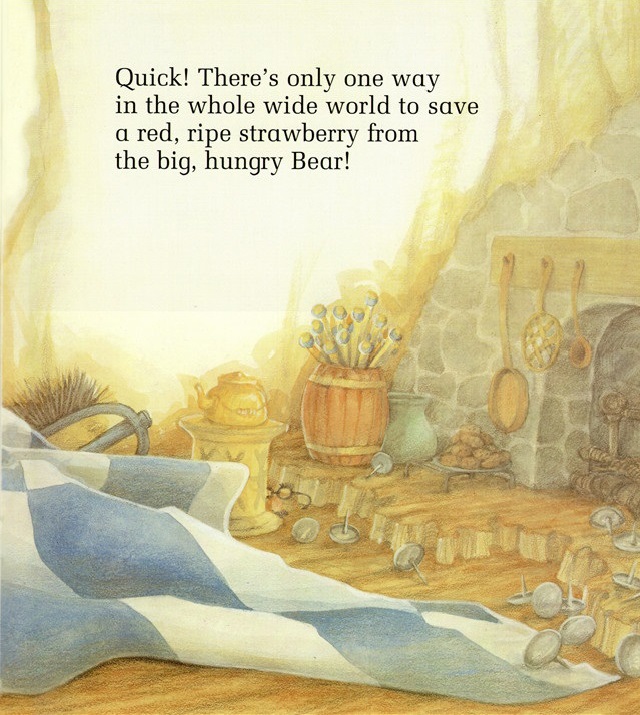 Quick! There's only one way
in the whole wide world to save
a red, ripe strawberry from
the big, hungry Bear!